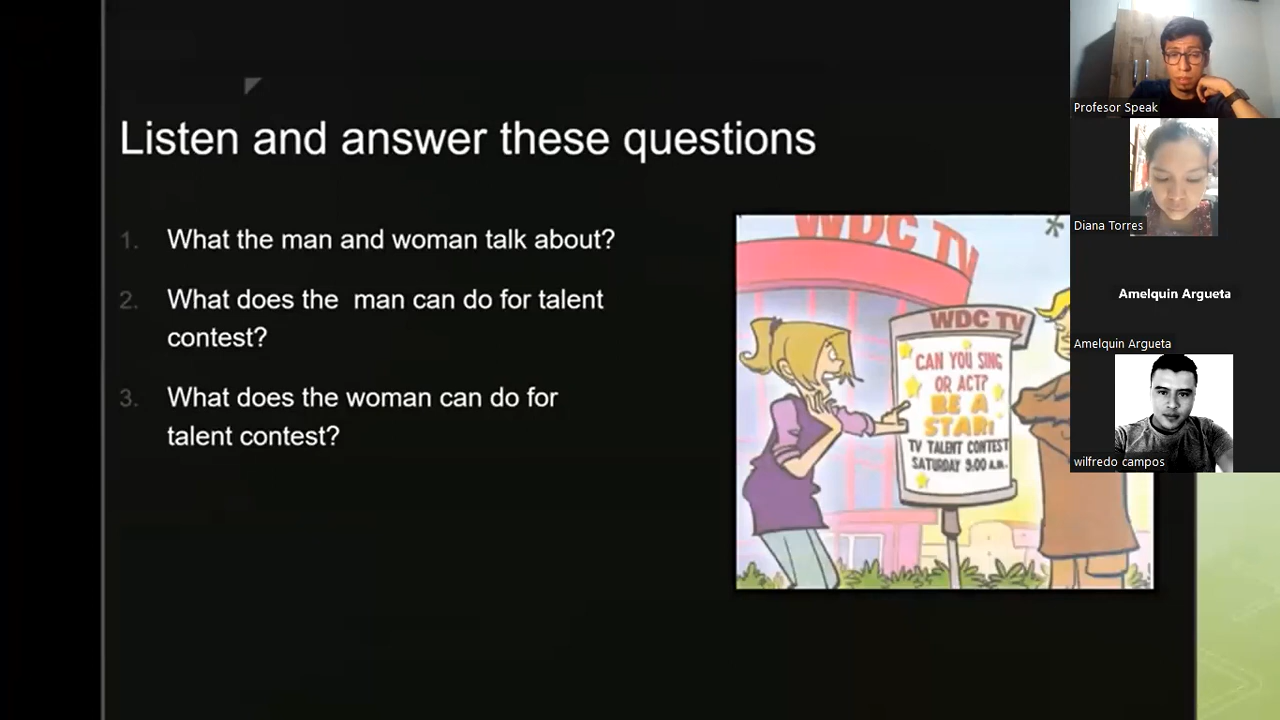 Listen and answer these questions
1. What the man and woman talk about?
2. What does the  man can do for talent
contest?
3. What does the woman can do for
talent contest?
WDC TV
WDC TV
CAN YOU SING
OR ACT?
BE A
STAR!
TV TALENT CONTEST
SATURDAY 9:00 A.M.
Profesor Speak
Diana Torres
Amelquin Argueta
Amelquin Argueta
wilfredo campos